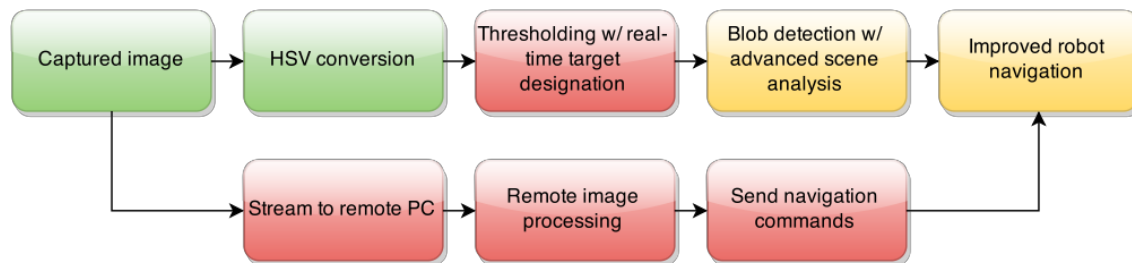 Captured image
HSV conversion
Thresholding w/ real-
time target
designation
Blob detection w/
advanced scene
analysis
Improved robot
navigation
Stream to remote PC
Remote image
processing
Send navigation
commands